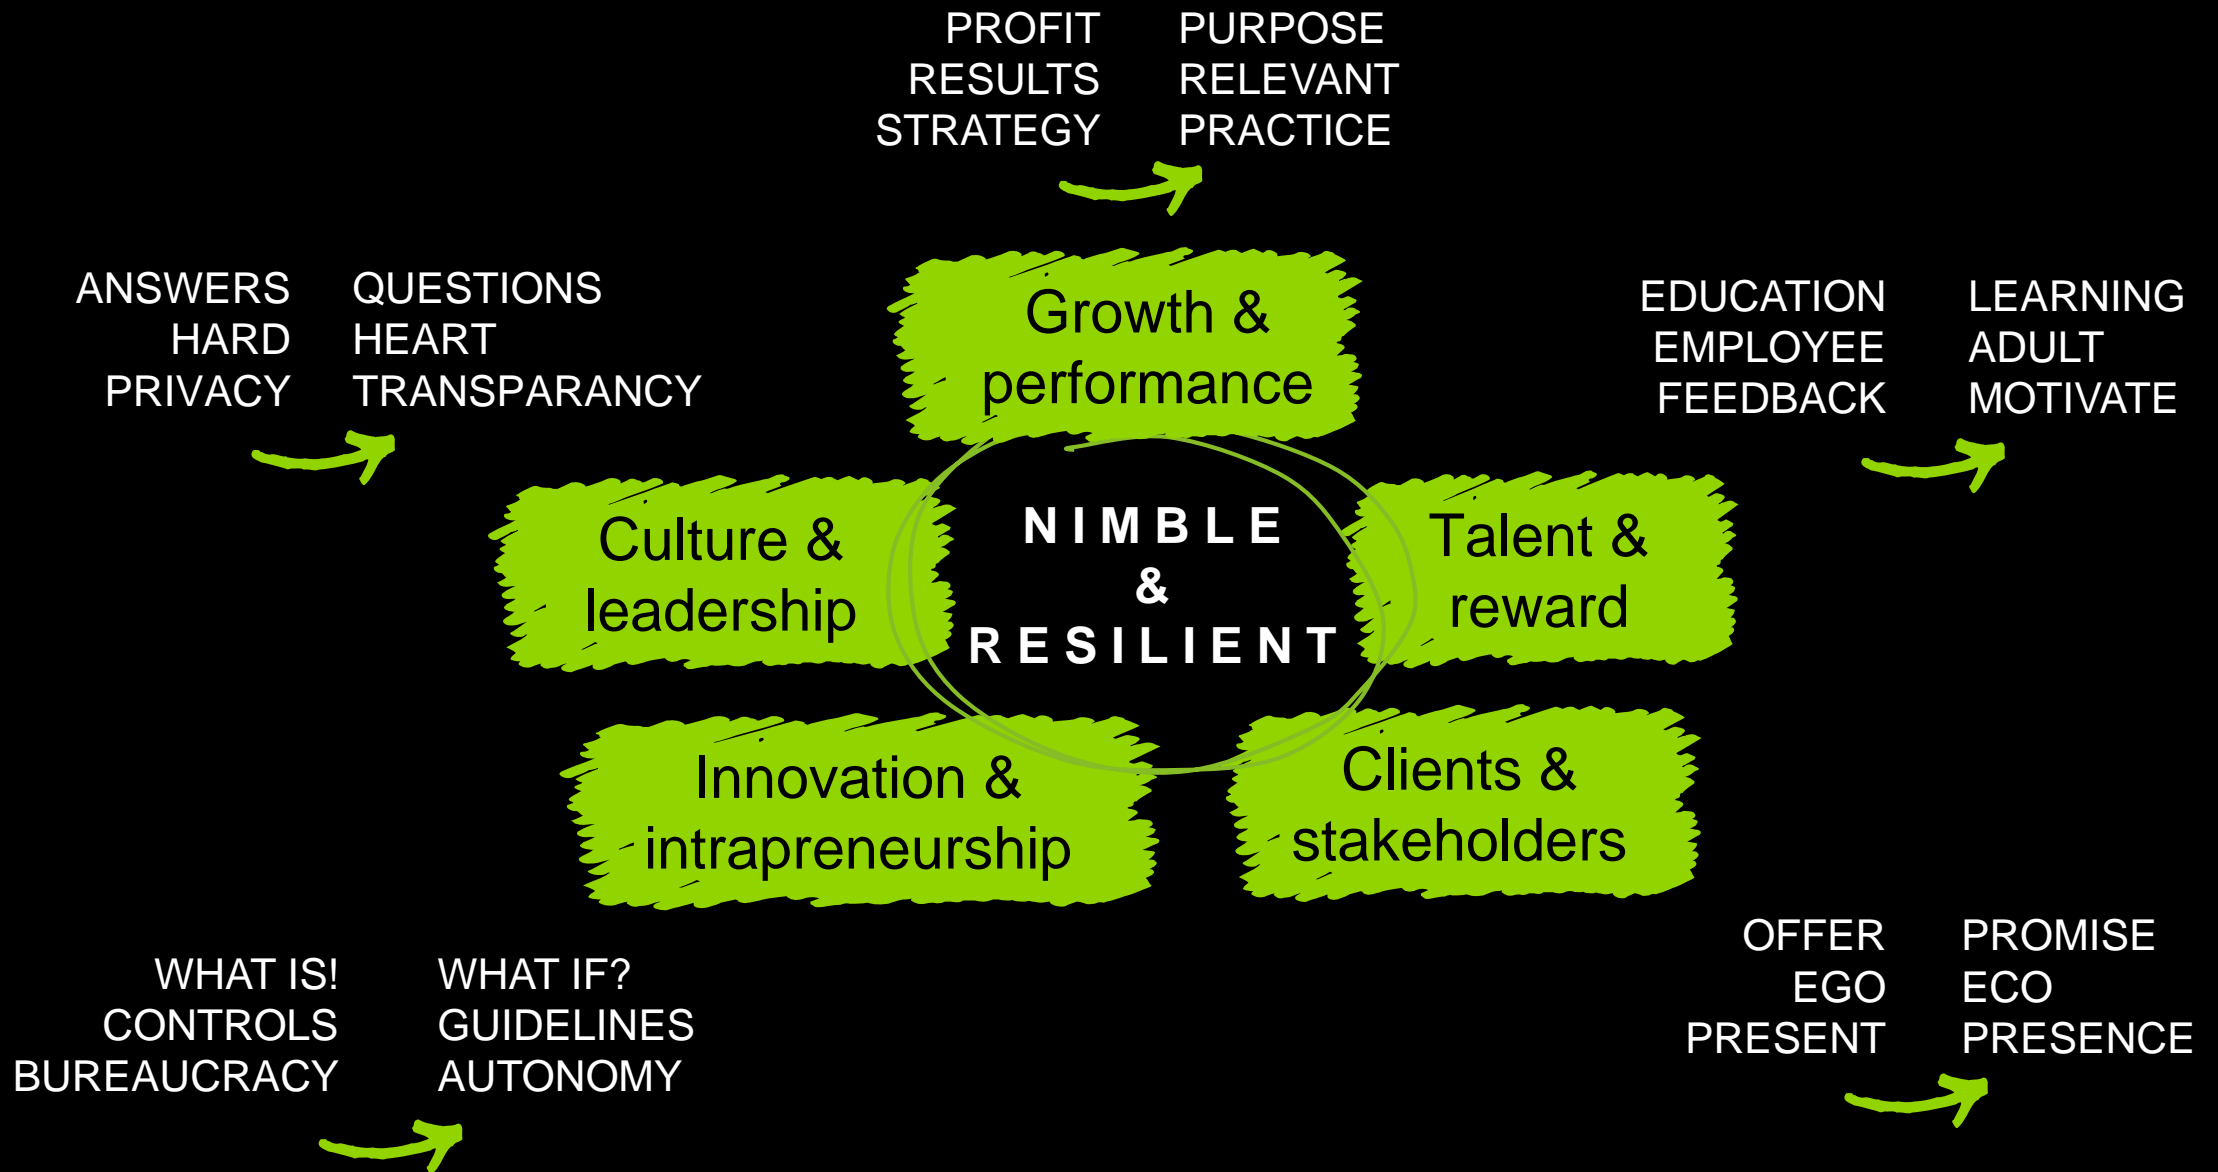 PROFIT PURPOSE
RESULTS RELEVANT
STRATEGY PRACTICE
ANSWERS QUESTIONS
HARD HEART
PRIVACY TRANSPARANCY
Growth &
performance
EDUCATION LEARNING
EMPLOYEE ADULT
FEEDBACK MOTIVATE
Culture &
leadership
NIMBLE
&
RESILIENT
Talent &
reward
Innovation &
intrapreneurship
Clients &
stakeholders
WHAT IS! WHAT IF?
CONTROLS GUIDELINES
BUREAUCRACY AUTONOMY
OFFER PROMISE
EGO ECO
PRESENT PRESENCE